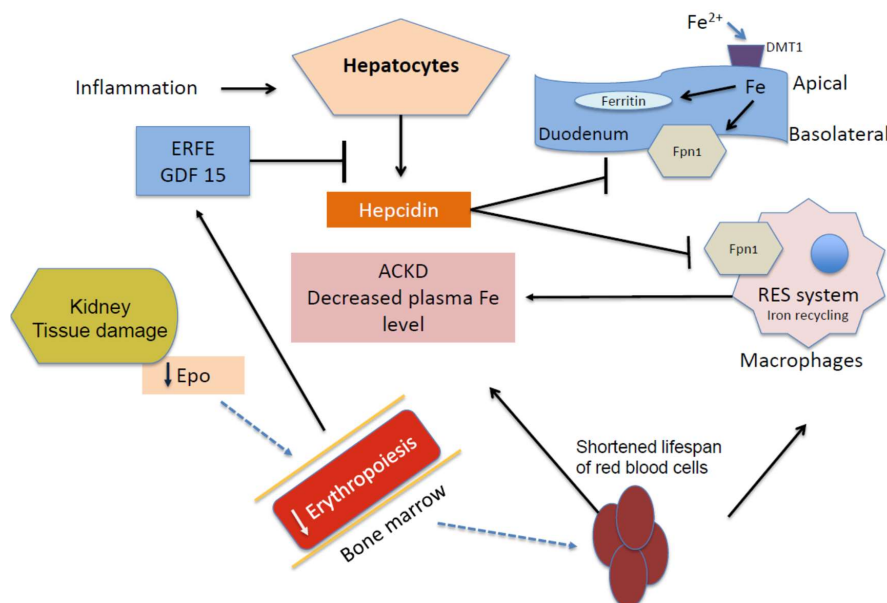 Fe²⁺
DMT1
Hepatocytes
Inflammation
Fe
Apical
Ferritin
Duodenum
Basolateral
Fpn1
ERFE
GDF 15
Hepcidin
Fpn1
ACKD
Decreased plasma Fe
level
RES system
Iron recycling
Kidney
Tissue damage
Macrophages
Epo
Shortened lifespan
of red blood cells
Erythropoiesis
Bone marrow